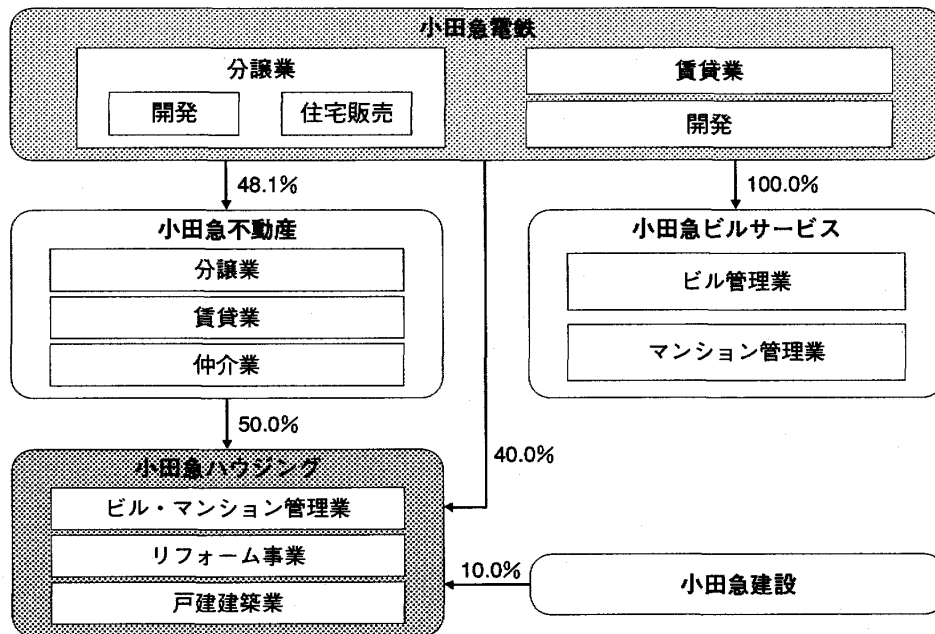 小田急電鉄
分譲業
開発
住宅販売
賃貸業
開発
48.1%
100.0%
小田急不動産
分譲業
賃貸業
仲介業
小田急ビルサービス
ビル管理業
マンション管理業
50.0%
40.0%
小田急ハウジング
ビル・マンション管理業
リフォーム事業
戸建建築業
10.0%
小田急建設